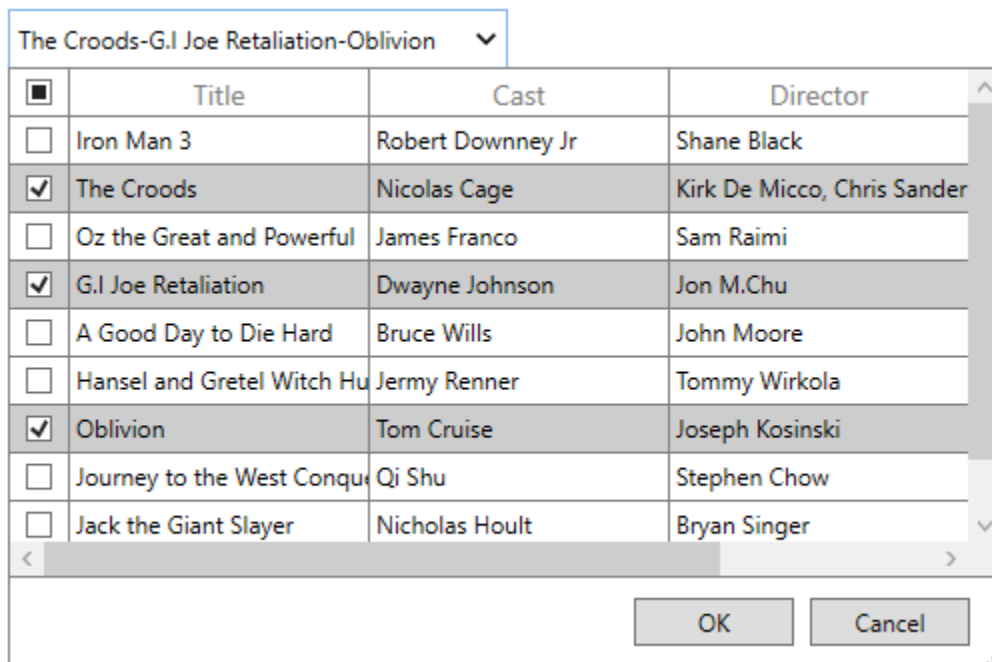 The Croods-G.I Joe Retaliation-Oblivion
Title Cast Director
Iron Man 3 Robert Downney Jr Shane Black
The Croods Nicolas Cage Kirk De Micco, Chris Sander
Oz the Great and Powerful James Franco Sam Raimi
G.I Joe Retaliation Dwayne Johnson Jon M.Chu
A Good Day to Die Hard Bruce Wills John Moore
Hansel and Gretel Witch Hu Jermy Renner Tommy Wirkola
Oblivion Tom Cruise Joseph Kosinski
Journey to the West Conqu Qi Shu Stephen Chow
Jack the Giant Slayer Nicholas Hoult Bryan Singer
OK Cancel